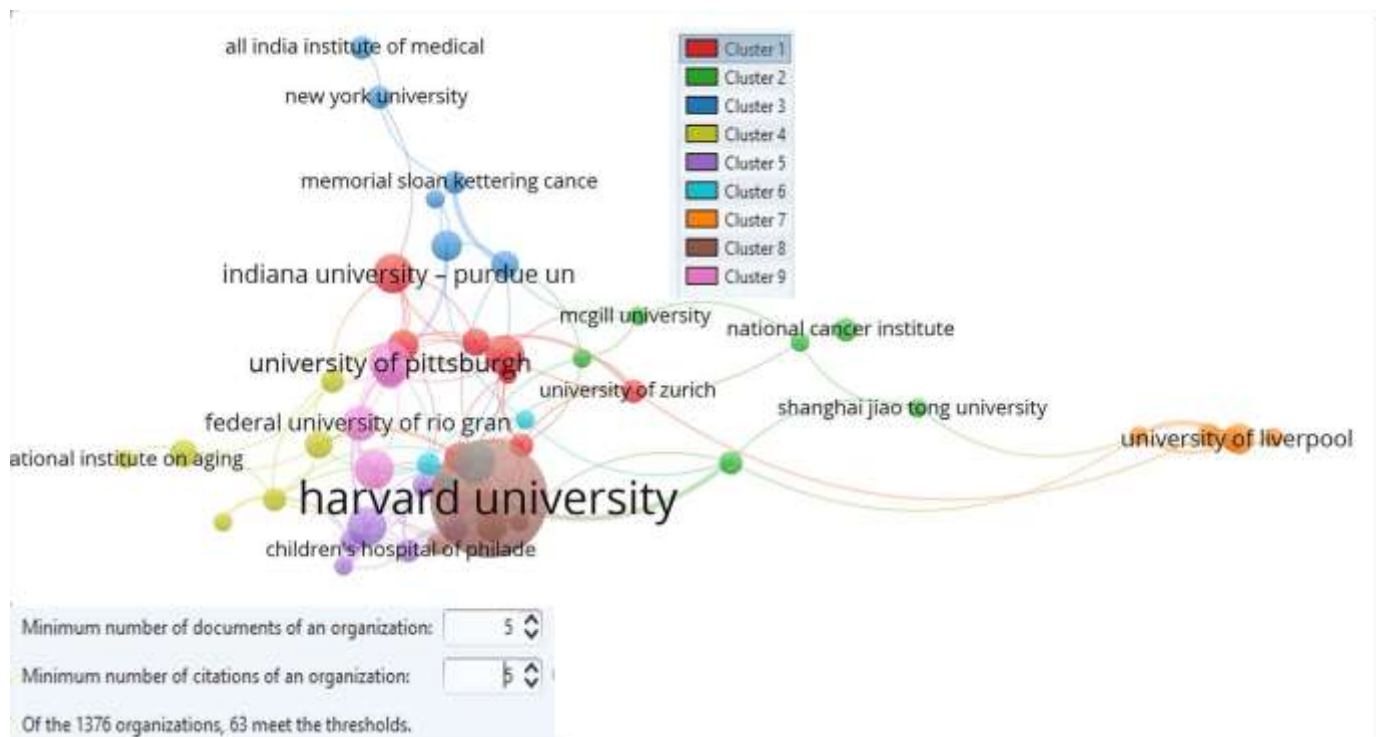 all india institute of medical
new york university
memorial sloan kettering cance
indiana university – purdue un
mcgill university
national cancer institute
university of pittsburgh
university of zurich
shanghai jiao tong university
federal university of rio gran
university of liverpool
ational institute on aging
harvard university
children's hospital of philade
Cluster 1
Cluster 2
Cluster 3
Cluster 4
Cluster 5
Cluster 6
Cluster 7
Cluster 8
Cluster 9
Minimum number of documents of an organization: 5
Minimum number of citations of an organization: 5
Of the 1376 organizations, 63 meet the thresholds.